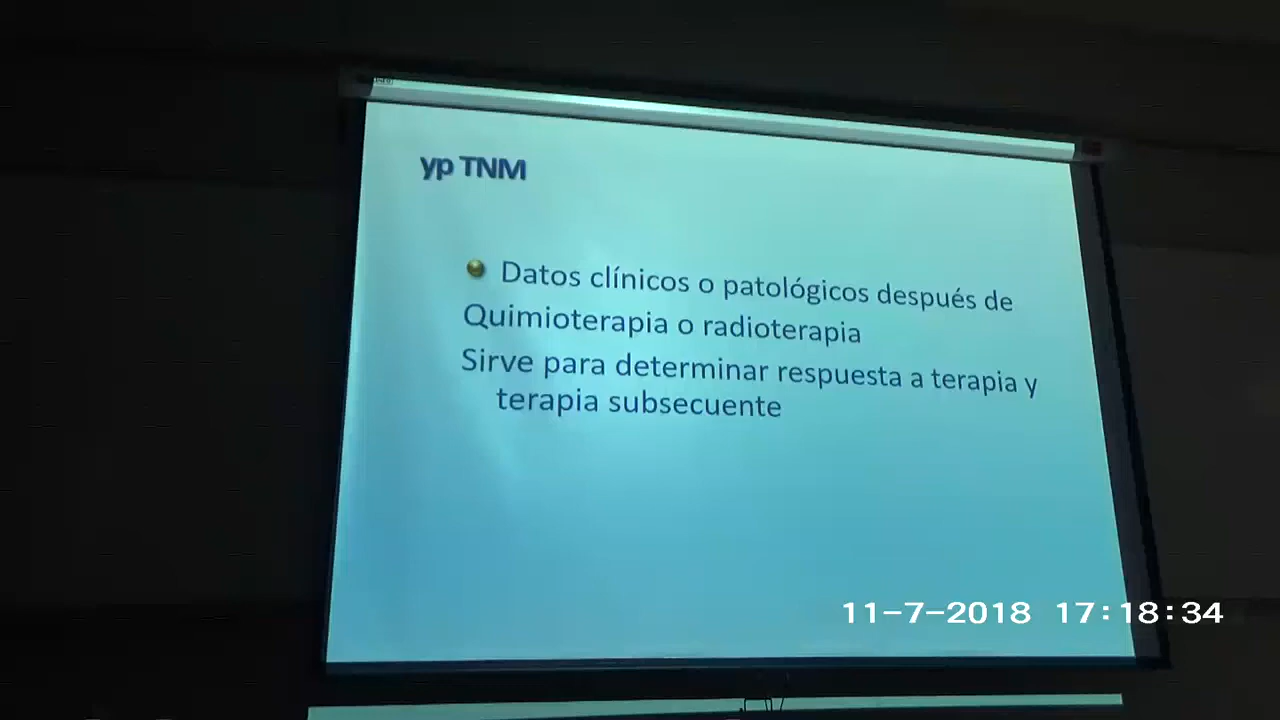 yp TNM
Datos clínicos o patológicos después de
Quimioterapia o radioterapia
Sirve para determinar respuesta a terapia y
terapia subsecuente
11-7-2018 17:18:34